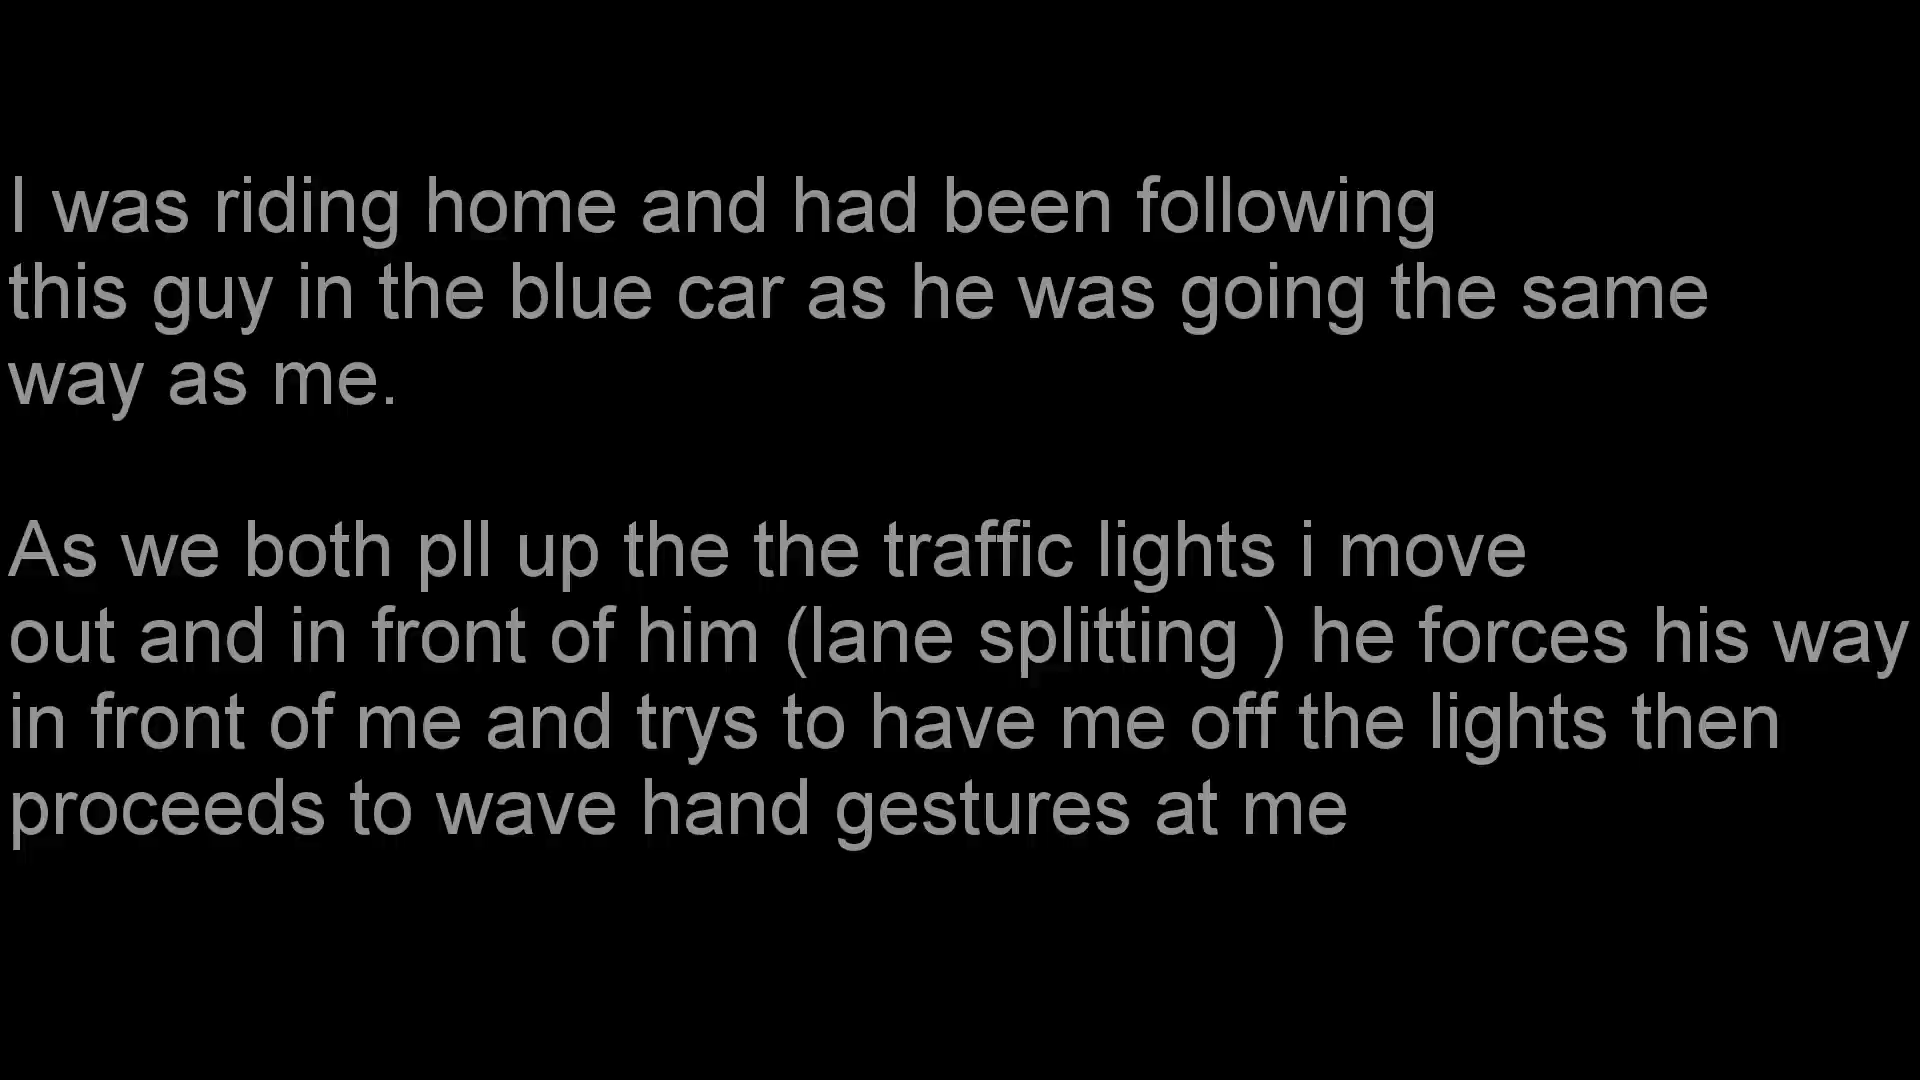 I was riding home and had been following
this guy in the blue car as he was going the same
way as me.
As we both pll up the the traffic lights i move
out and in front of him (lane splitting ) he forces his way
in front of me and trys to have me off the lights then
proceeds to wave hand gestures at me